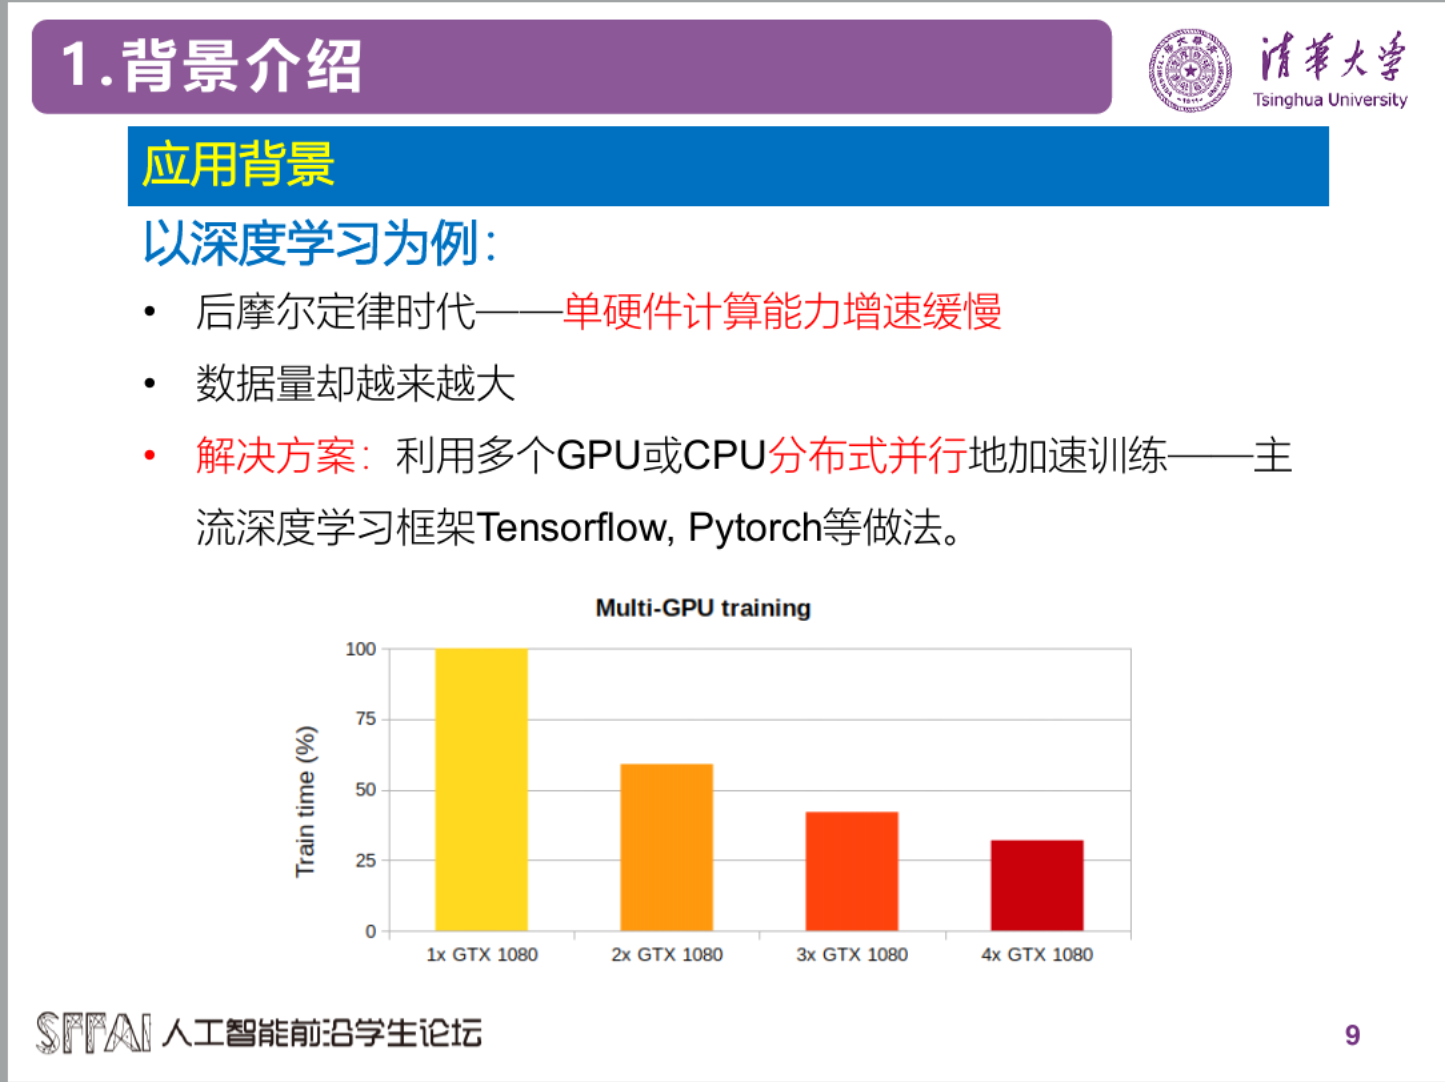 1.背景介绍
清华大学
Tsinghua University
应用背景
以深度学习为例：
• 后摩尔定律时代——单硬件计算能力增速缓慢
• 数据量却越来越大
• 解决方案：利用多个GPU或CPU分布式并行地加速训练——主
流深度学习框架Tensorflow, Pytorch等做法。
Multi-GPU training
Train time (%)
100
75
50
25
0
1x GTX 1080
2x GTX 1080
3x GTX 1080
4x GTX 1080
SFFAI 人工智能前沿学生论坛
9